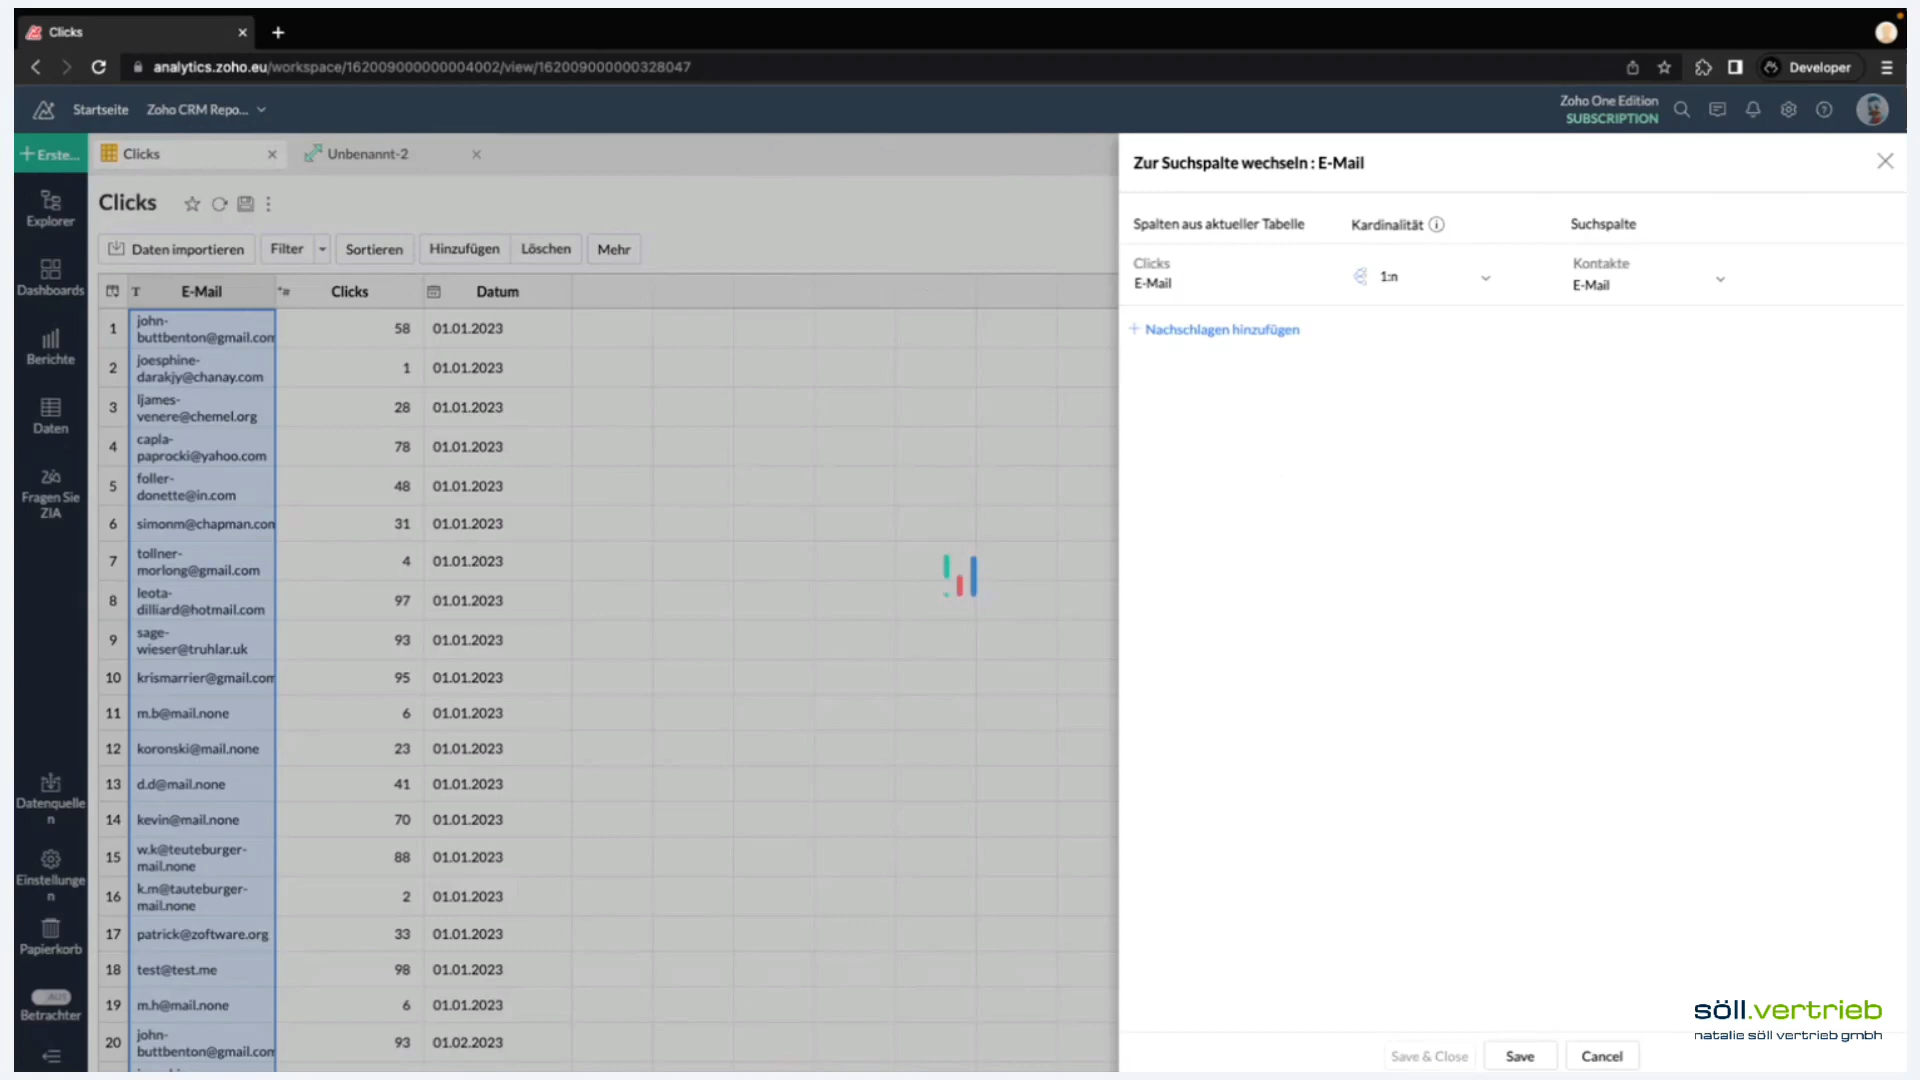 Clicks
analytics.zoho.eu/workspace/162009000000004002/view/162009000000328047
Developer
Startseite
Zoho CRM Repo...
Zoho One Edition
SUBSCRIPTION
Erste...
Clicks
Unbenannt-2
Explorer
Dashboards
Berichte
Daten
Zia
Fragen Sie
ZIA
Datenquelle
n
Einstellunge
n
Papierkorb
AUS
Betrachter
Clicks
Daten importieren
Filter
Sortieren
Hinzufügen
Löschen
Mehr
T E-Mail Clicks Datum
1 john-
buttbenton@gmail.com 58 01.01.2023
2 joesphine-
darakjy@chanay.com 1 01.01.2023
3 ljames-
venere@chemel.org 28 01.01.2023
4 capla-
paprocki@yahoo.com 78 01.01.2023
5 foller-
donette@in.com 48 01.01.2023
6 simonm@chapman.com 31 01.01.2023
7 tollner-
morlong@gmail.com 4 01.01.2023
8 leota-
dilliard@hotmail.com 97 01.01.2023
9 sage-
wieser@truhlar.uk 93 01.01.2023
10 krismarrier@gmail.com 95 01.01.2023
11 m.b@mail.none 6 01.01.2023
12 koronski@mail.none 23 01.01.2023
13 d.d@mail.none 41 01.01.2023
14 kevin@mail.none 70 01.01.2023
15 w.k@teuteburger-
mail.none 88 01.01.2023
16 k.m@tauteburger-
mail.none 2 01.01.2023
17 patrick@zoftware.org 33 01.01.2023
18 test@test.me 98 01.01.2023
19 m.h@mail.none 6 01.01.2023
20 john-
buttbenton@gmail.com 93 01.02.2023
Zur Suchspalte wechseln : E-Mail
Spalten aus aktueller Tabelle
Kardinalität
Suchspalte
Clicks
E-Mail
1:n
Kontakte
E-Mail
Nachschlagen hinzufügen
Save & Close
Save
Cancel
söll.vertrieb
natalie söll vertrieb gmbh